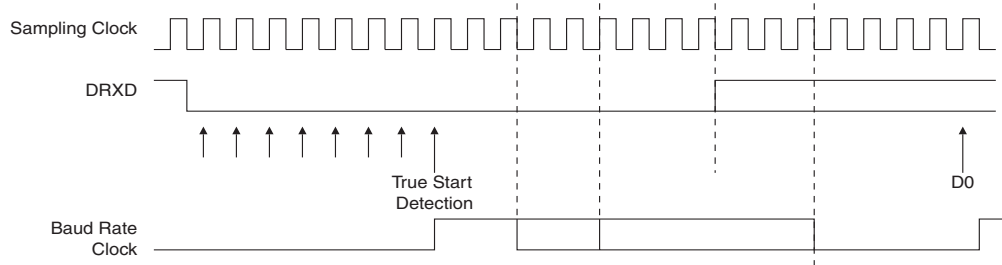 Sampling Clock
DRXD
True Start
Detection
D0
Baud Rate
Clock